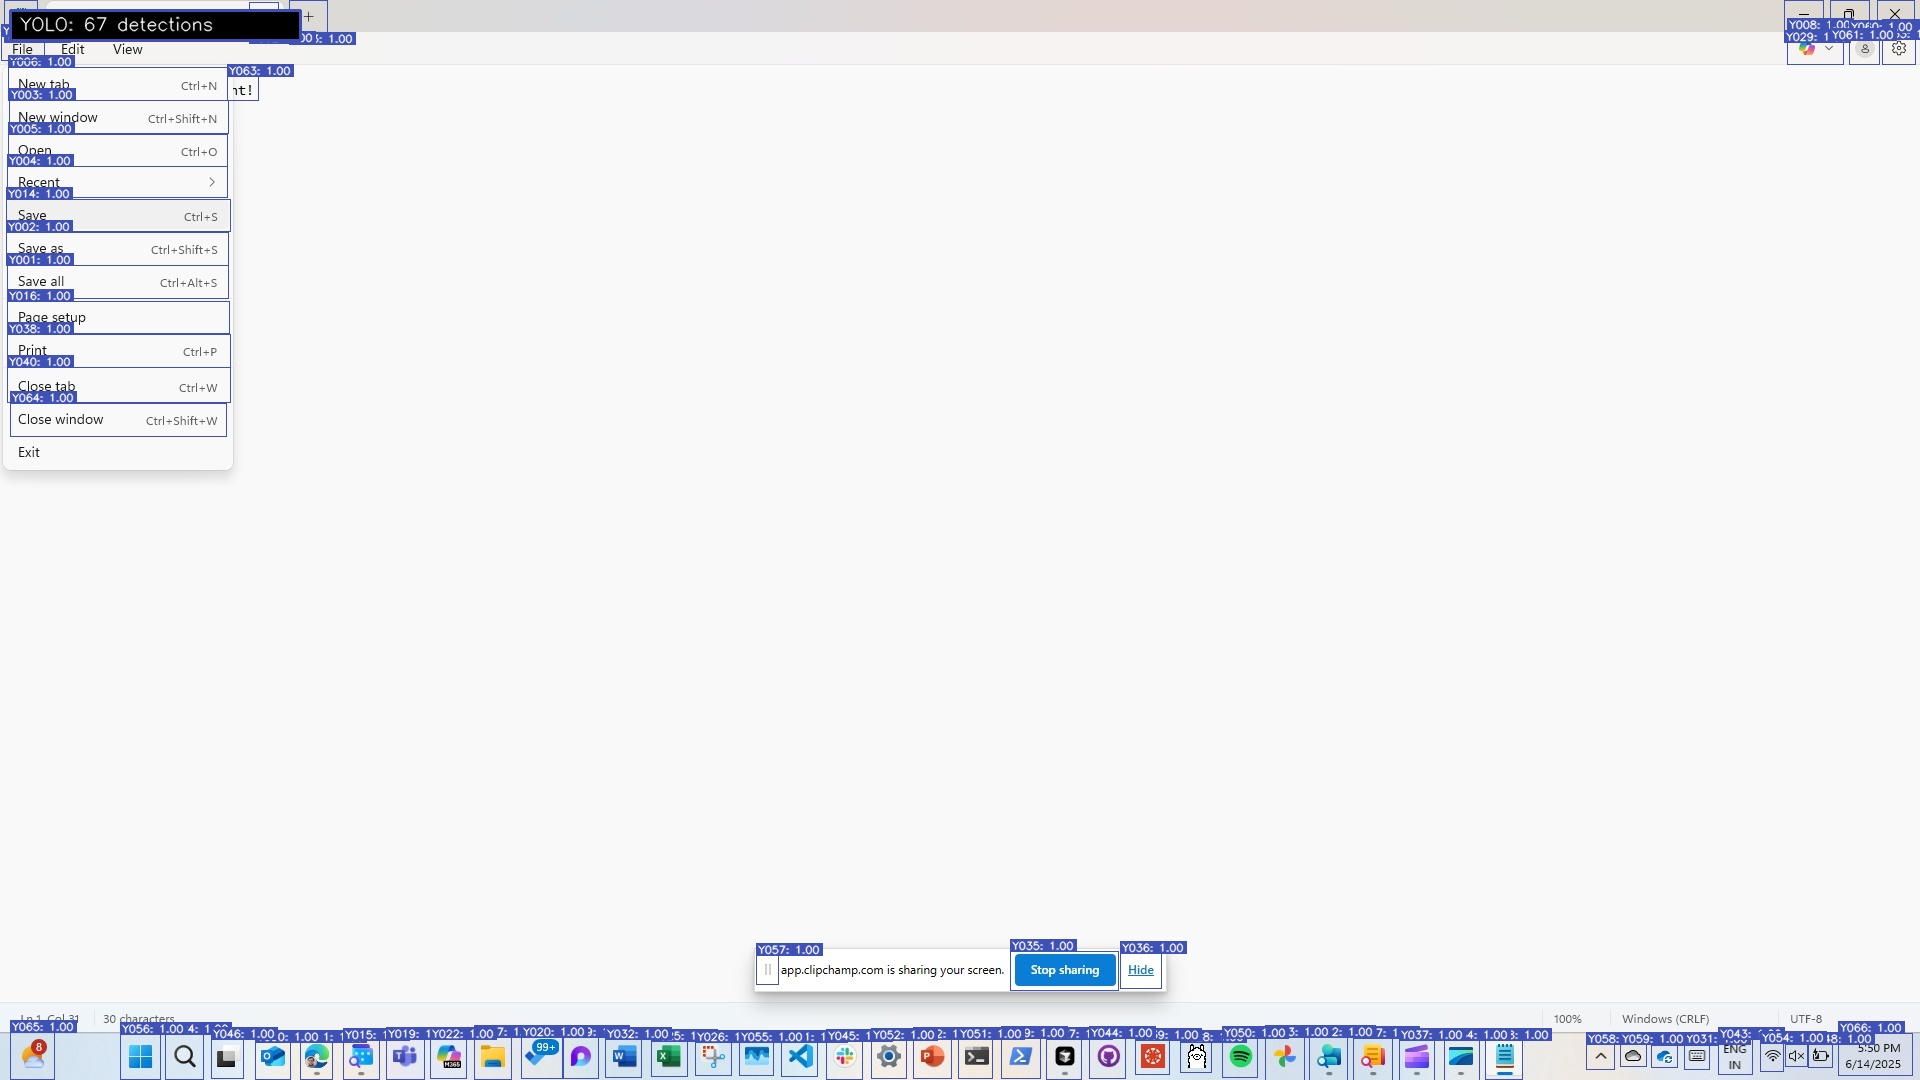 YOLO: 67 detections
Y008: 1.00
Y060: 1.00
Y029: 1
Y061: 1.00
File
Edit
View
Y006: 1.00
Y063: 1.00
New tab Ctrl+N
nt!
Y003: 1.00
New window Ctrl+Shift+N
Y005: 1.00
Open Ctrl+O
Y004: 1.00
Recent
Y014: 1.00
Save Ctrl+S
Y002: 1.00
Save as Ctrl+Shift+S
Y001: 1.00
Save all Ctrl+Alt+S
Y016: 1.00
Page setup
Y038: 1.00
Print Ctrl+P
Y040: 1.00
Close tab Ctrl+W
Y064: 1.00
Close window Ctrl+Shift+W
Exit
Y057: 1.00
Y035: 1.00
Y036: 1.00
app.clipchamp.com is sharing your screen.
Stop sharing
Hide
Ln 1, Col 31
30 characters
100%
Windows (CRLF)
UTF-8
Y065: 1.00
Y056: 1.00
Y046: 1.00
Y015: 1
Y019: 1
Y022: 1.00
Y020: 1.00
Y032: 1.00
Y026: 1
Y055: 1.00
Y045: 1
Y052: 1.00
Y051: 1.00
Y044: 1.00
Y050: 1.00
Y037: 1.00
Y058:
Y059: 1.00
Y031:
Y043:
Y054: 1.00
Y066: 1.00
8
99+
M365
ENG
IN
5:50 PM
6/14/2025